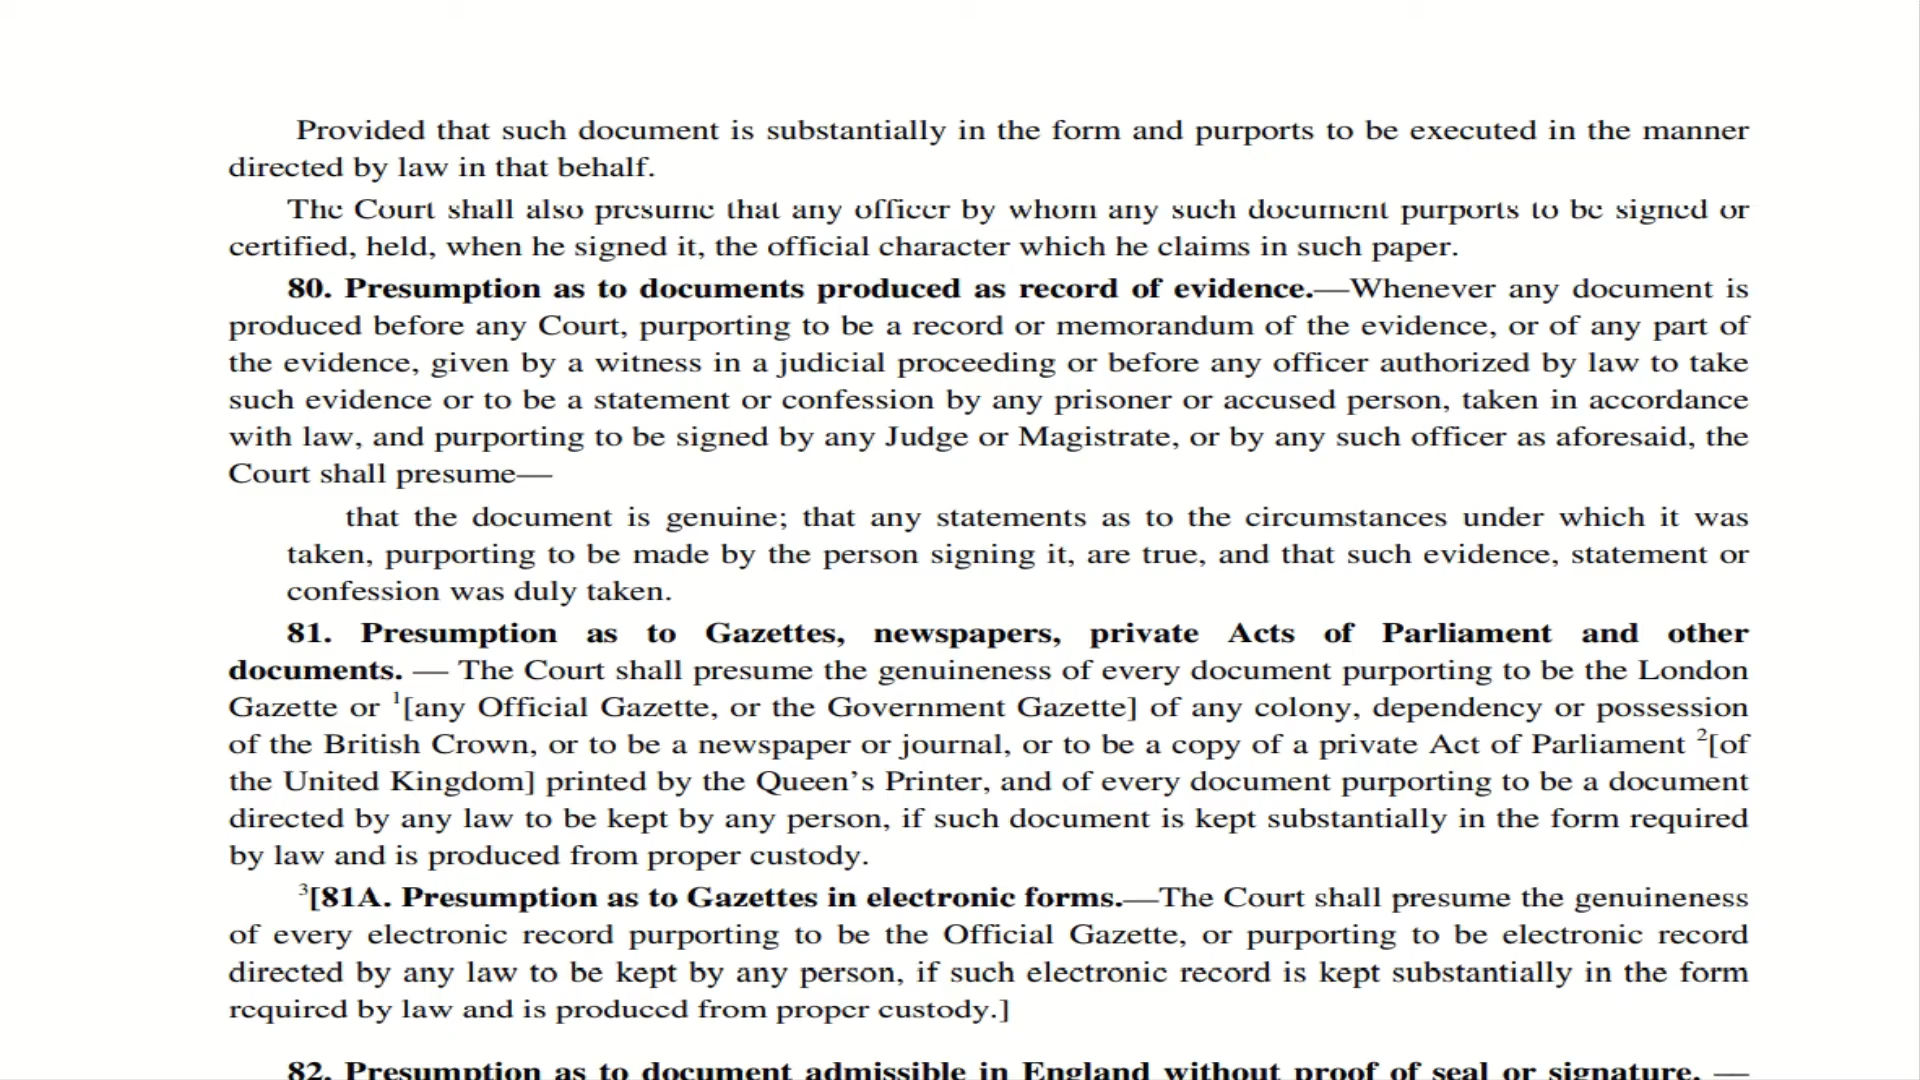 Provided that such document is substantially in the form and purports to be executed in the manner
directed by law in that behalf.
The Court shall also presume that any officer by whom any such document purports to be signed or
certified, held, when he signed it, the official character which he claims in such paper.
80. Presumption as to documents produced as record of evidence.—Whenever any document is
produced before any Court, purporting to be a record or memorandum of the evidence, or of any part of
the evidence, given by a witness in a judicial proceeding or before any officer authorized by law to take
such evidence or to be a statement or confession by any prisoner or accused person, taken in accordance
with law, and purporting to be signed by any Judge or Magistrate, or by any such officer as aforesaid, the
Court shall presume—
that the document is genuine; that any statements as to the circumstances under which it was
taken, purporting to be made by the person signing it, are true, and that such evidence, statement or
confession was duly taken.
81. Presumption as to Gazettes, newspapers, private Acts of Parliament and other
documents. — The Court shall presume the genuineness of every document purporting to be the London
Gazette or 1[any Official Gazette, or the Government Gazette] of any colony, dependency or possession
of the British Crown, or to be a newspaper or journal, or to be a copy of a private Act of Parliament 2[of
the United Kingdom] printed by the Queen’s Printer, and of every document purporting to be a document
directed by any law to be kept by any person, if such document is kept substantially in the form required
by law and is produced from proper custody.
3[81A. Presumption as to Gazettes in electronic forms.—The Court shall presume the genuineness
of every electronic record purporting to be the Official Gazette, or purporting to be electronic record
directed by any law to be kept by any person, if such electronic record is kept substantially in the form
required by law and is produced from proper custody.]
82. Presumption as to document admissible in England without proof of seal or signature. —